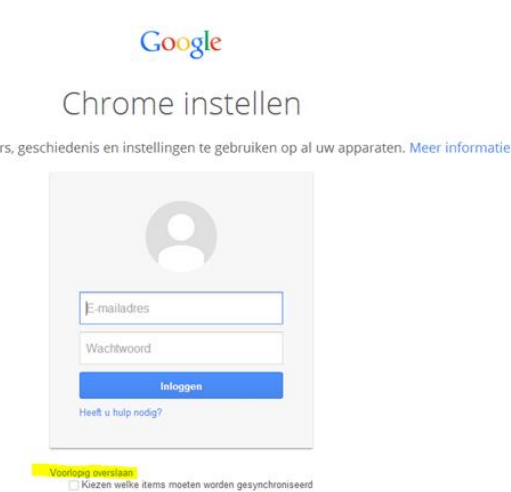 Google
Chrome instellen
rs, geschiedenis en instellingen te gebruiken op al uw apparaten. Meer informatie
E-mailadres
Wachtwoord
Inloggen
Heeft u hulp nodig?
Voorlopig overslaan
Kiezen welke items moeten worden gesynchroniseerd